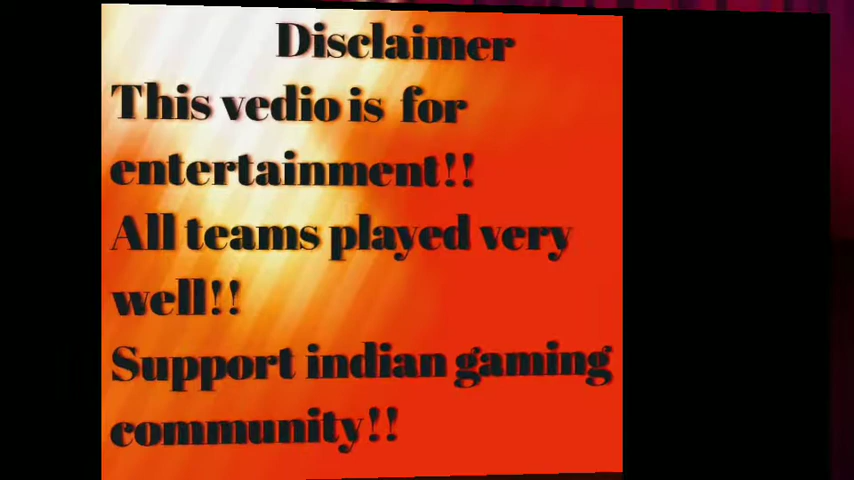 Disclaimer
This vedio is for
entertainment!!
All teams played very
well!!
Support indian gaming
community!!